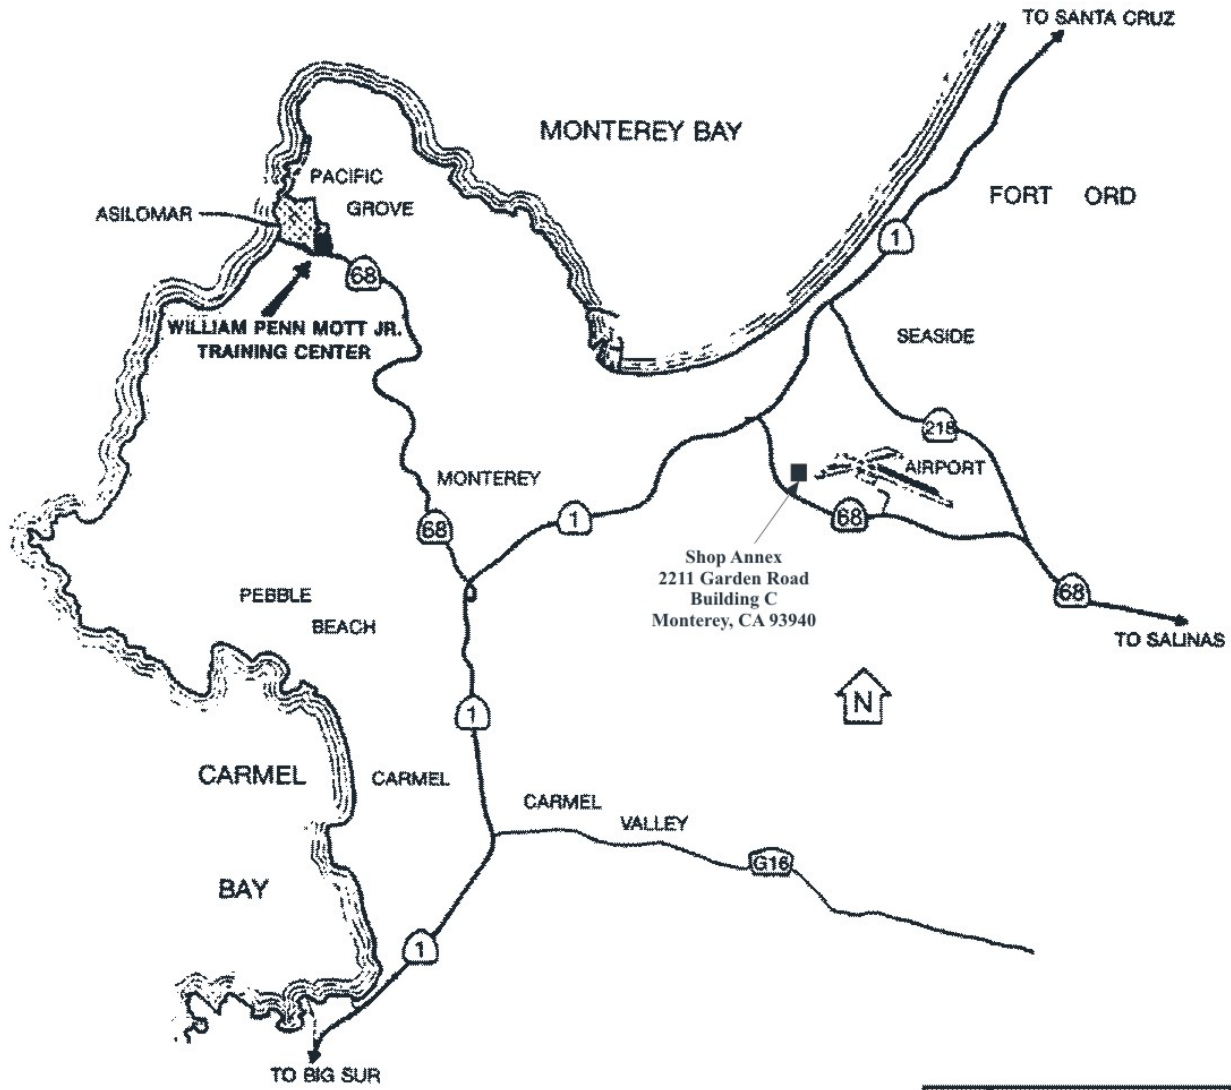 TO SANTA CRUZ
MONTEREY BAY
PACIFIC
GROVE
FORT ORD
ASILOMAR
1
68
WILLIAM PENN MOTT JR.
TRAINING CENTER
SEASIDE
218
AIRPORT
MONTEREY
68
1
68
Shop Annex
2211 Garden Road
Building C
Monterey, CA 93940
68
PEBBLE
BEACH
TO SALINAS
N
1
CARMEL
BAY
CARMEL
CARMEL
VALLEY
G16
1
TO BIG SUR